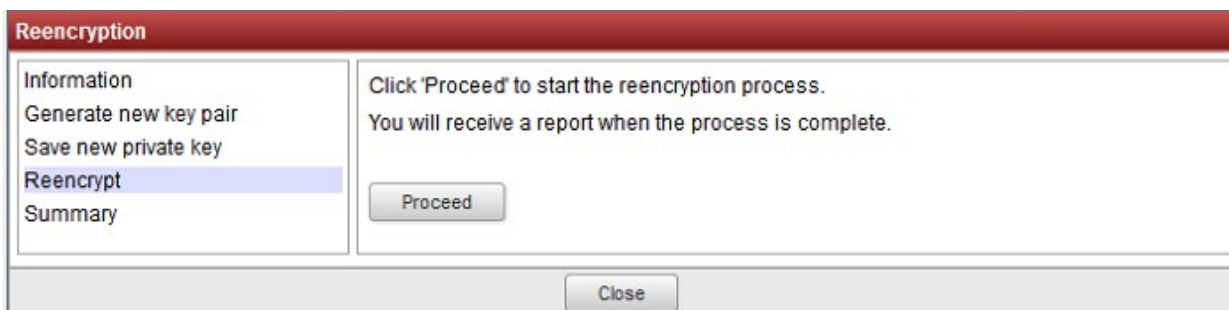 Reencryption
Information
Generate new key pair
Save new private key
Reencrypt
Summary
Click 'Proceed' to start the reencryption process.
You will receive a report when the process is complete.
Proceed
Close